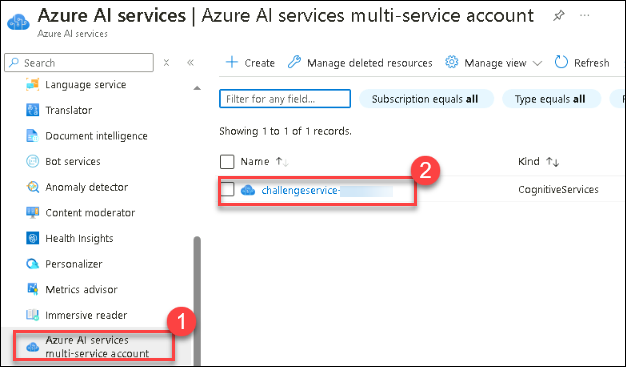 Azure AI services | Azure AI services multi-service account
Azure AI services
Search
Language service
Translator
Document intelligence
Bot services
Anomaly detector
Content moderator
Health Insights
Personalizer
Metrics advisor
Immersive reader
Azure AI services
multi-service account
1
Create Manage deleted resources Manage view Refresh
Filter for any field... Subscription equals all Type equals all
Showing 1 to 1 of 1 records.
Name Kind
challengeservice- CognitiveServices
2